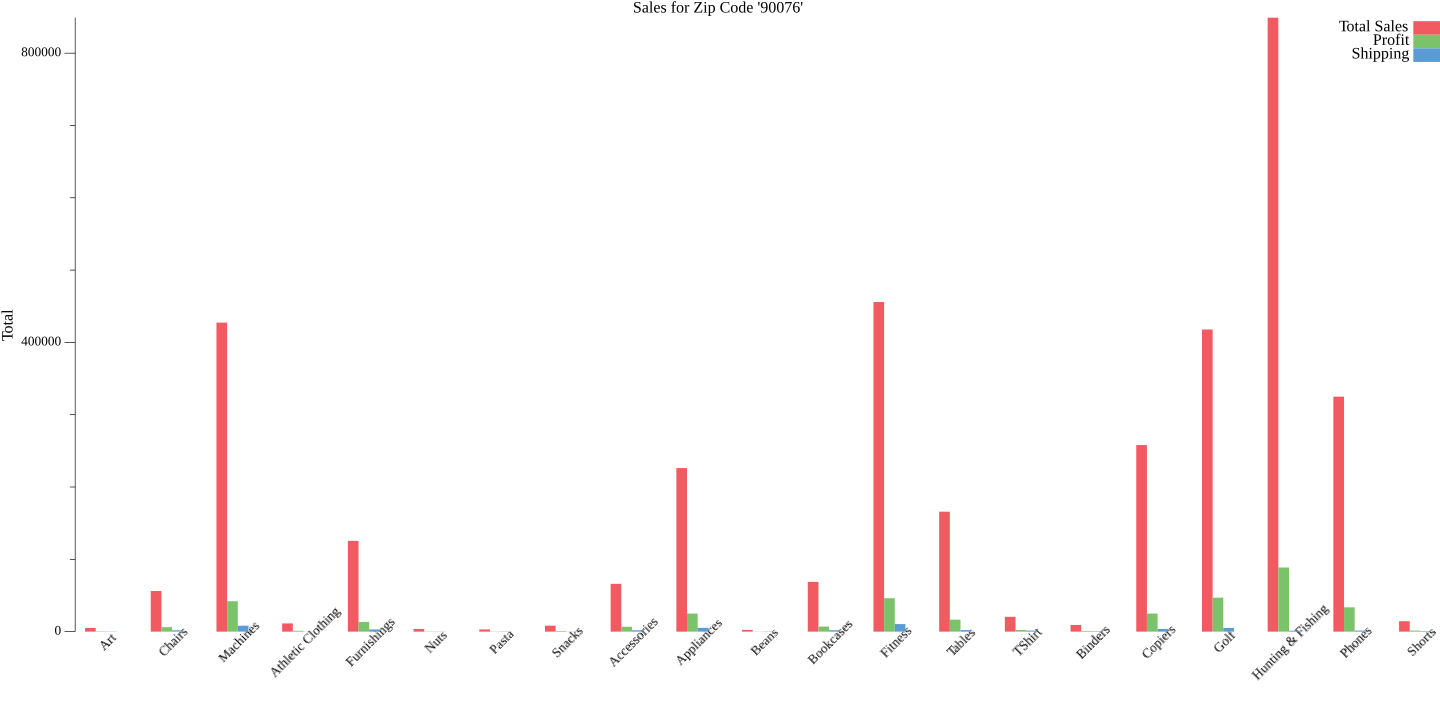 Sales for Zip Code '90076'
Total Sales
Profit
Shipping
800000
400000
0
Total
Art
Chairs
Machines
Athletic Clothing
Furnishings
Nuts
Pasta
Snacks
Accessories
Appliances
Beans
Bookcases
Fitness
Tables
TShirt
Binders
Copiers
Golf
Hunting & Fishing
Phones
Shorts